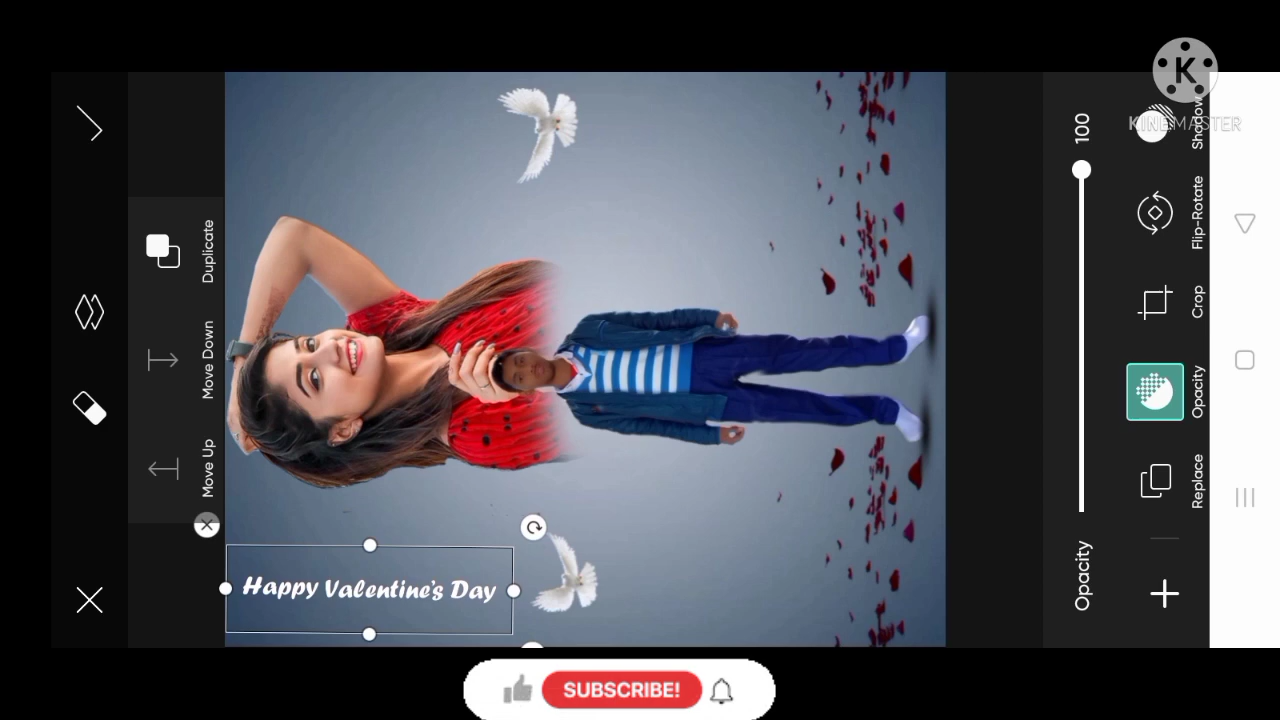 KINEMASTER
Shadow
Flip-Rotate
Crop
Opacity
Replace
100
Opacity
Duplicate
Move Down
Move Up
Happy Valentine's Day
SUBSCRIBE!